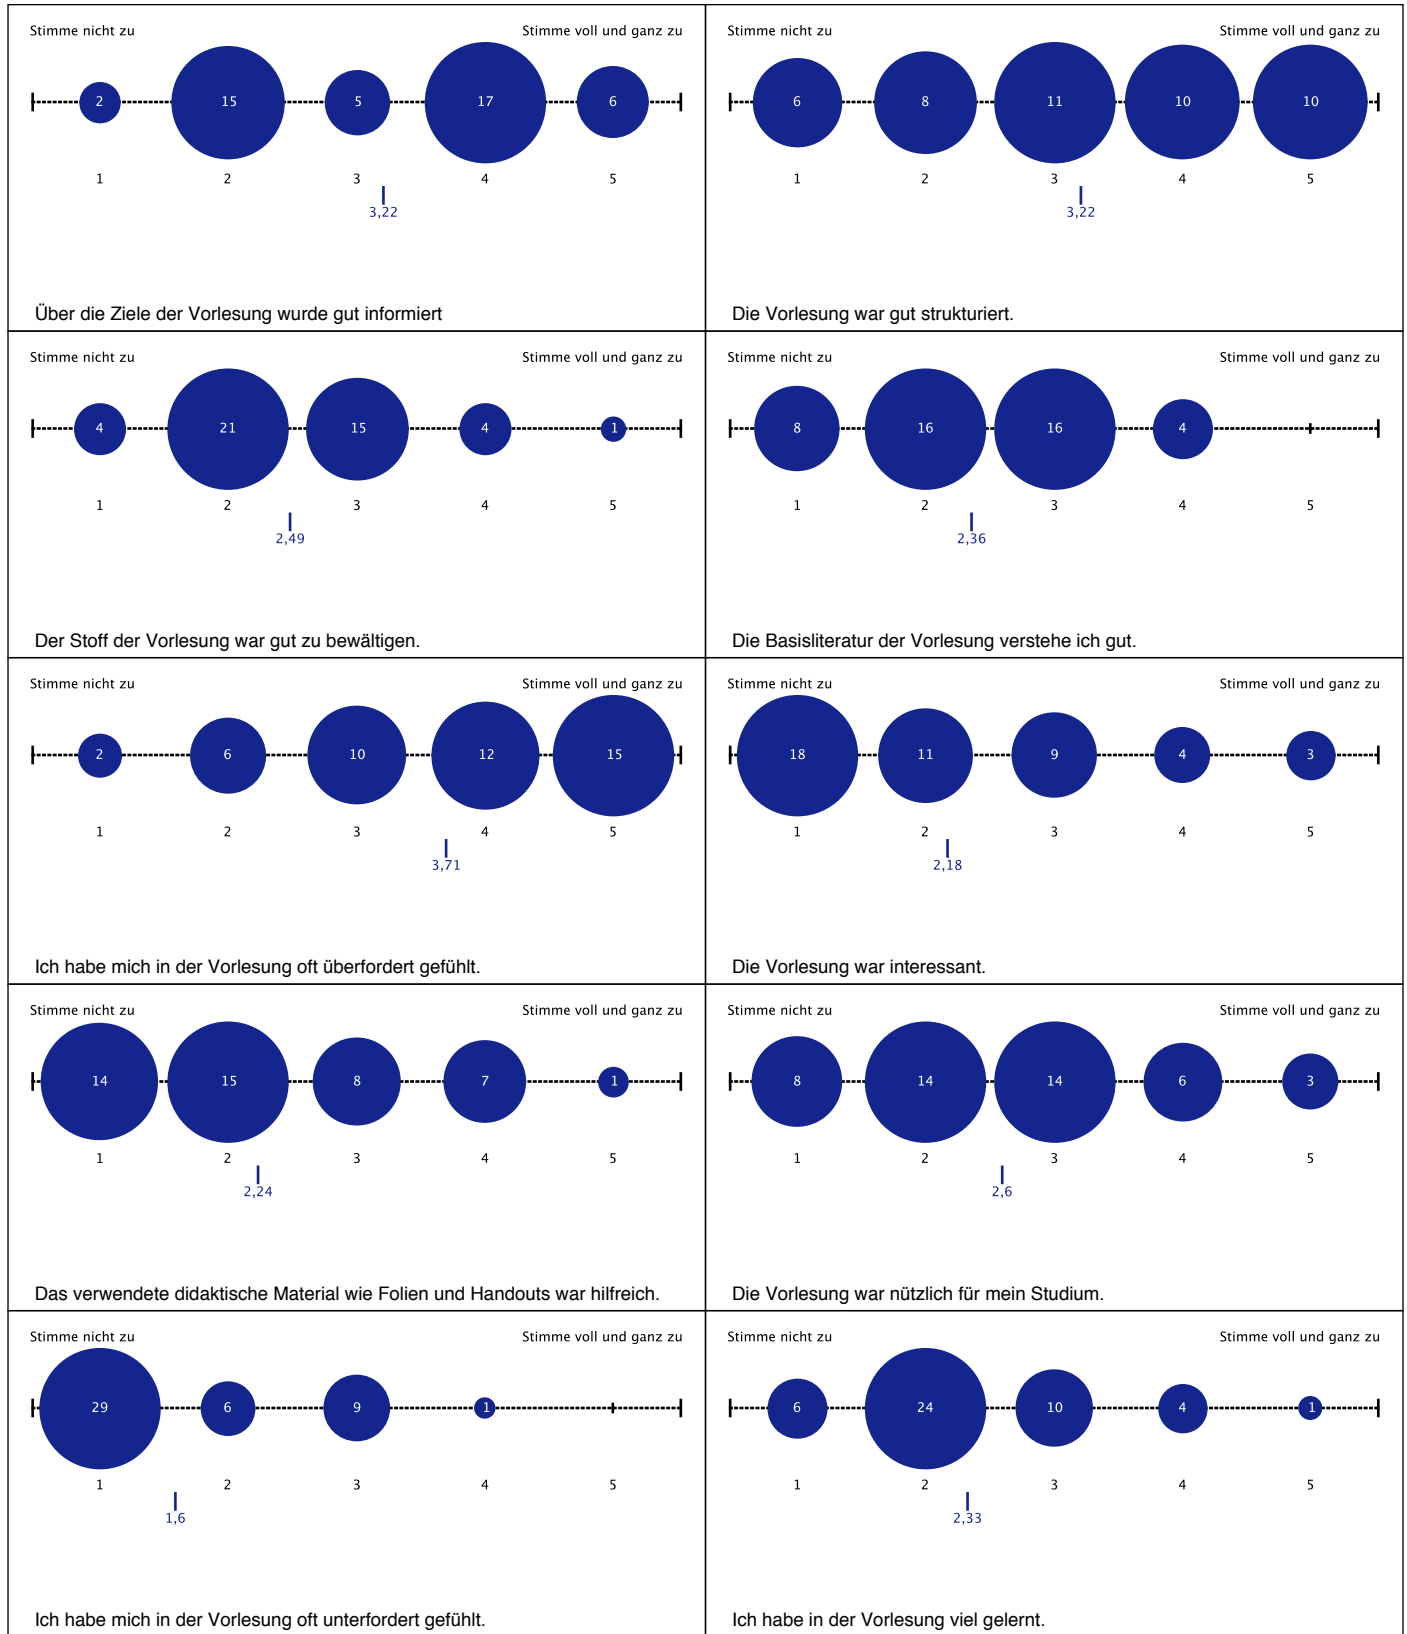 Stimme nicht zu Stimme voll und ganz zu
2 15 5 17 6
1 2 3 4 5
3,22
Über die Ziele der Vorlesung wurde gut informiert
Stimme nicht zu Stimme voll und ganz zu
6 8 11 10 10
1 2 3 4 5
3,22
Die Vorlesung war gut strukturiert.
Stimme nicht zu Stimme voll und ganz zu
4 21 15 4 1
1 2 3 4 5
2,49
Der Stoff der Vorlesung war gut zu bewältigen.
Stimme nicht zu Stimme voll und ganz zu
8 16 16 4
1 2 3 4 5
2,36
Die Basisliteratur der Vorlesung verstehe ich gut.
Stimme nicht zu Stimme voll und ganz zu
2 6 10 12 15
1 2 3 4 5
3,71
Ich habe mich in der Vorlesung oft überfordert gefühlt.
Stimme nicht zu Stimme voll und ganz zu
18 11 9 4 3
1 2 3 4 5
2,18
Die Vorlesung war interessant.
Stimme nicht zu Stimme voll und ganz zu
14 15 8 7 1
1 2 3 4 5
2,24
Das verwendete didaktische Material wie Folien und Handouts war hilfreich.
Stimme nicht zu Stimme voll und ganz zu
8 14 14 6 3
1 2 3 4 5
2,6
Die Vorlesung war nützlich für mein Studium.
Stimme nicht zu Stimme voll und ganz zu
29 6 9 1
1 2 3 4 5
1,6
Ich habe mich in der Vorlesung oft unterfordert gefühlt.
Stimme nicht zu Stimme voll und ganz zu
6 24 10 4 1
1 2 3 4 5
2,33
Ich habe in der Vorlesung viel gelernt.